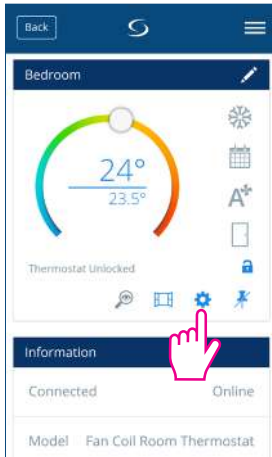 Back
Bedroom
24°
23.5°
A
Thermostat Unlocked
Information
Connected Online
Model Fan Coil Room Thermostat